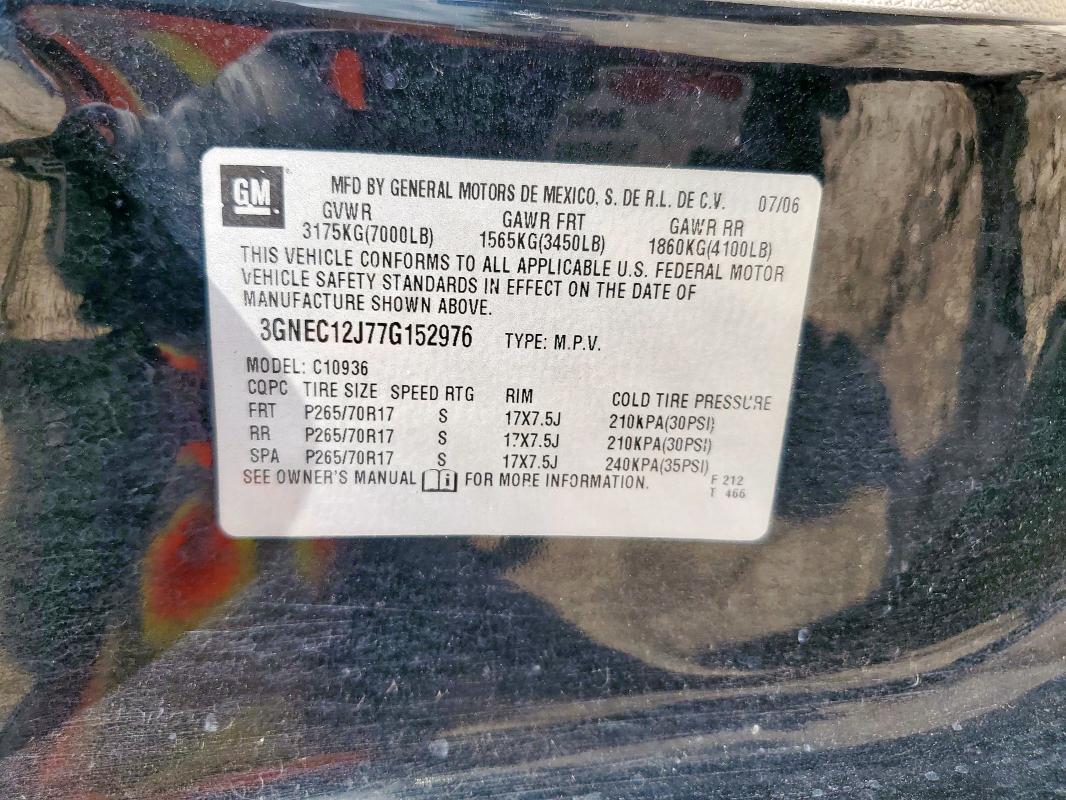 GM MFD BY GENERAL MOTORS DE MEXICO, S. DE R.L. DE C.V. 07/06
GVWR GAWR FRT GAWR RR
3175KG(7000LB) 1565KG(3450LB) 1860KG(4100LB)
THIS VEHICLE CONFORMS TO ALL APPLICABLE U.S. FEDERAL MOTOR
VEHICLE SAFETY STANDARDS IN EFFECT ON THE DATE OF
MANUFACTURE SHOWN ABOVE.
3GNEC12J77G152976 TYPE: M.P.V.
MODEL: C10936
CQPC TIRE SIZE SPEED RTG RIM COLD TIRE PRESSURE
FRT P265/70R17 S 17X7.5J 210KPA(30PSI)
RR P265/70R17 S 17X7.5J 210KPA(30PSI)
SPA P265/70R17 S 17X7.5J 240KPA(35PSI)
SEE OWNER'S MANUAL i FOR MORE INFORMATION.
F 212
T 466